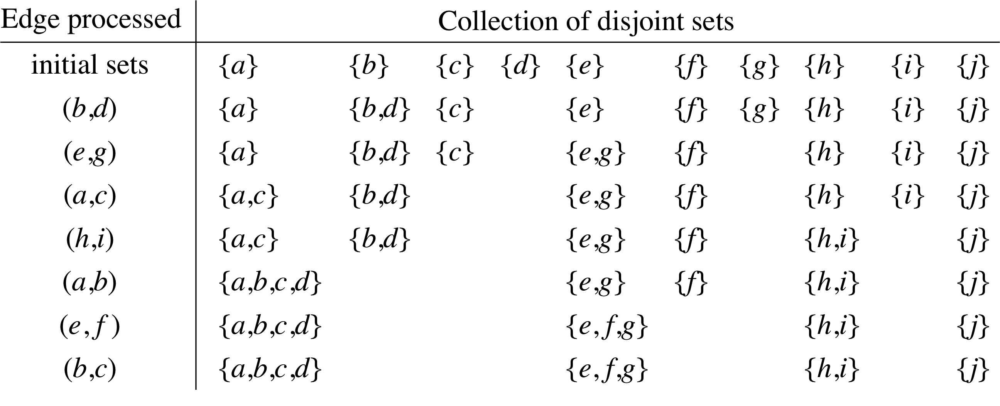 Edge processed Collection of disjoint sets
initial sets {a} {b} {c} {d} {e} {f} {g} {h} {i} {j}
(b,d) {a} {b,d} {c} {e} {f} {g} {h} {i} {j}
(e,g) {a} {b,d} {c} {e,g} {f} {h} {i} {j}
(a,c) {a,c} {b,d} {e,g} {f} {h} {i} {j}
(h,i) {a,c} {b,d} {e,g} {f} {h,i} {j}
(a,b) {a,b,c,d} {e,g} {f} {h,i} {j}
(e,f) {a,b,c,d} {e,f,g} {h,i} {j}
(b,c) {a,b,c,d} {e,f,g} {h,i} {j}